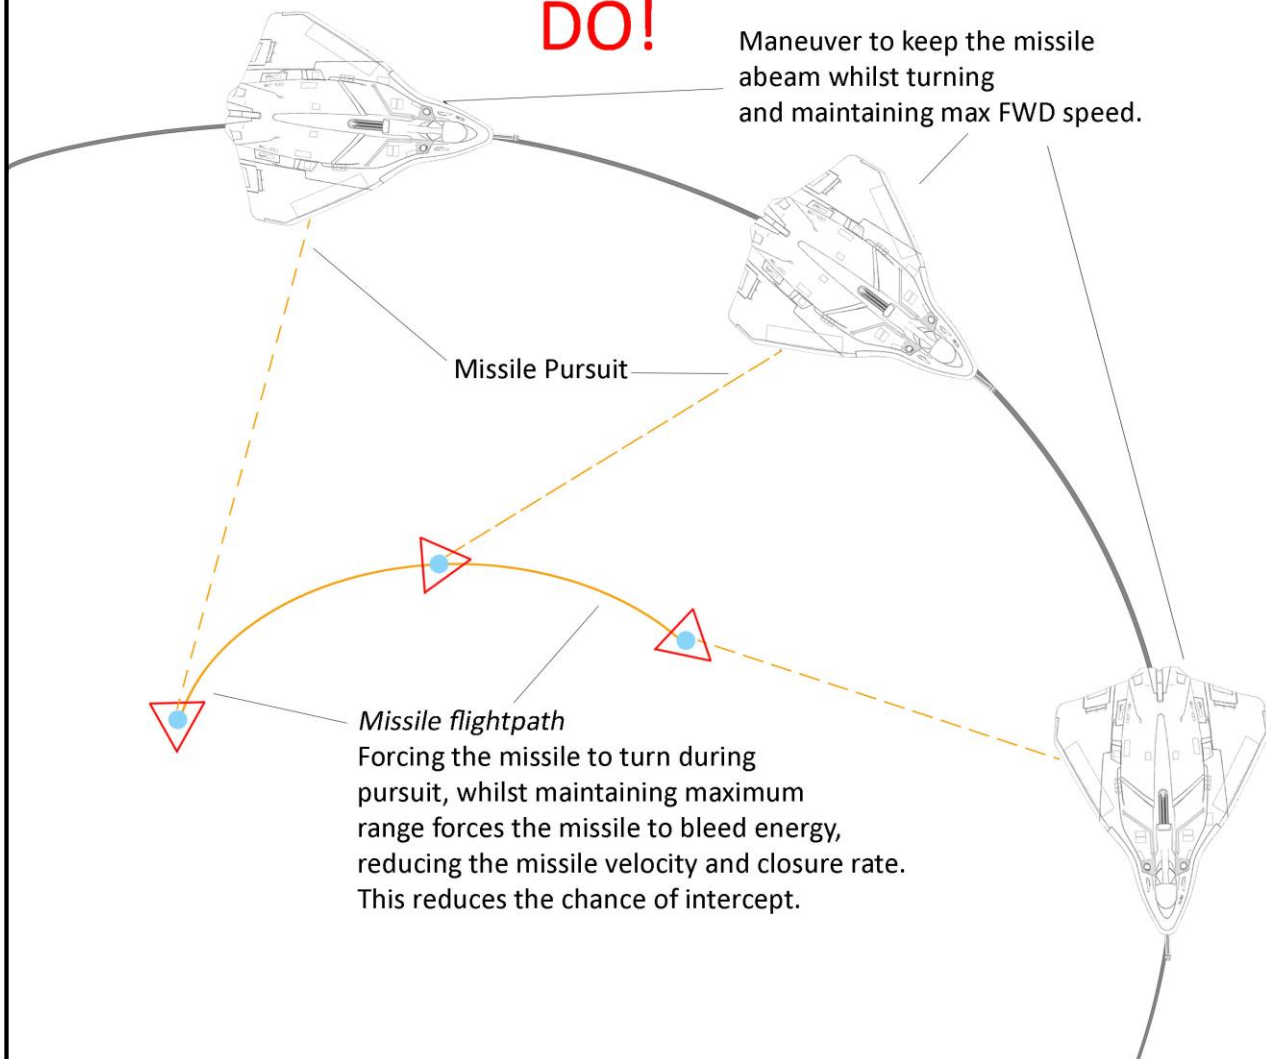 DO!
Maneuver to keep the missile
abeam whilst turning
and maintaining max FWD speed.
Missile Pursuit
Missile flightpath
Forcing the missile to turn during
pursuit, whilst maintaining maximum
range forces the missile to bleed energy,
reducing the missile velocity and closure rate.
This reduces the chance of intercept.